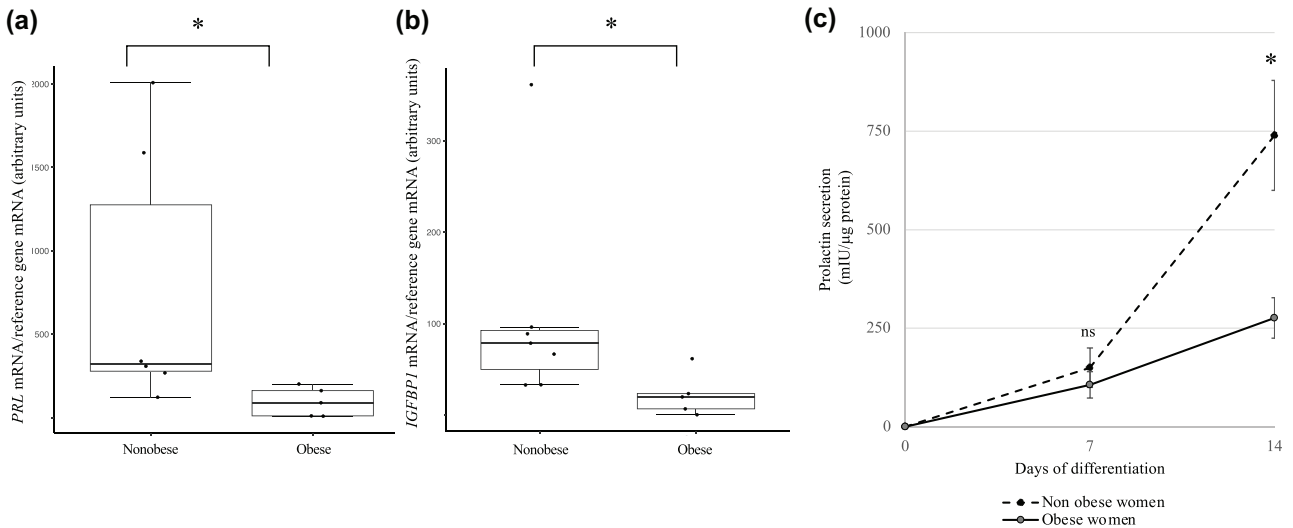 (a)
*
PRL mRNA/reference gene mRNA (arbitrary units)
2000
1500
1000
500
Nonobese Obese
(b)
*
IGFBP1 mRNA/reference gene mRNA (arbitrary units)
300
200
100
Nonobese Obese
(c)
Prolactin secretion
(mIU/μg protein)
1000
750
500
250
0
ns
*
0 7 14
Days of differentiation
Non obese women
Obese women